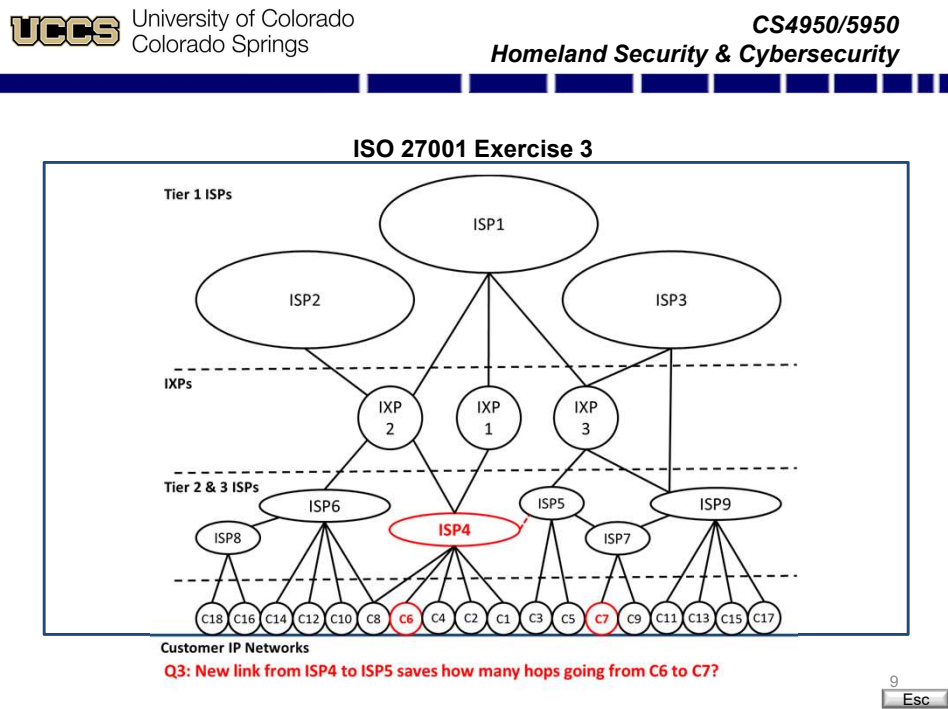 UCCS University of Colorado
Colorado Springs
CS4950/5950
Homeland Security & Cybersecurity
ISO 27001 Exercise 3
Tier 1 ISPs
ISP1
ISP2
ISP3
IXPs
IXP
2
IXP
1
IXP
3
Tier 2 & 3 ISPs
ISP6
ISP5
ISP9
ISP4
ISP8
ISP7
C18 C16 C14 C12 C10 C8 C6 C4 C2 C1 C3 C5 C7 C9 C11 C13 C15 C17
Customer IP Networks
Q3: New link from ISP4 to ISP5 saves how many hops going from C6 to C7?
9
Esc